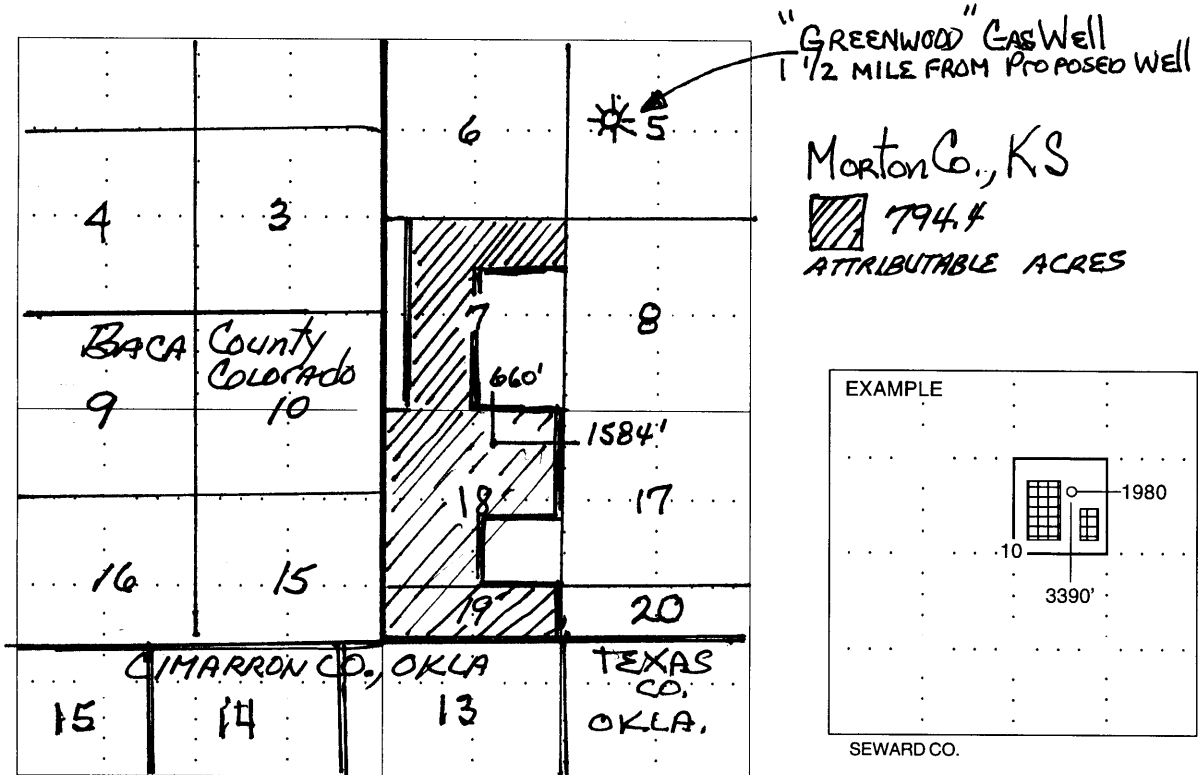 "GREENWOOD" GAS WEll
1 1/2 MILE FROM PROPOSED WEll
Morton Co., KS
794.4
ATTRIBUTABLE ACRES
6
5
4
3
7
8
BACA County
COLORADO
9
10
660'
1584'
18
17
16
15
19
20
CIMARRON CO., OKLA
TEXAS
CO.
OKLA.
15
14
13
EXAMPLE
1980
10
3390'
SEWARD CO.